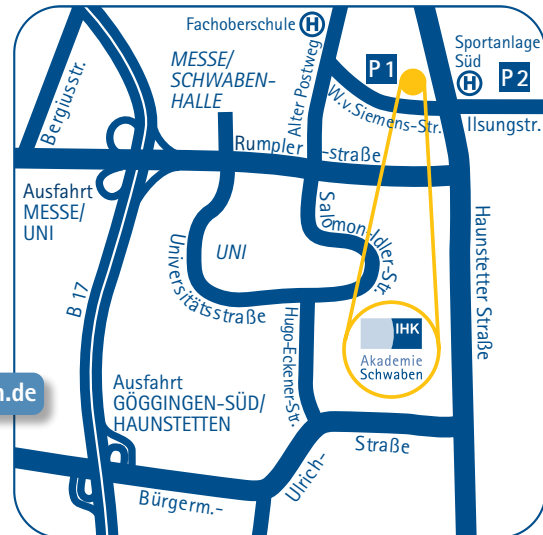 Fachoberschule H
MESSE/
SCHWABEN-
HALLE
Bergiusstr.
Alter Postweg
P 1
Sportanlage
Süd
H P 2
W.v.Siemens-Str.
Ilsungstr.
Rumpler -straße
Ausfahrt
MESSE/
UNI
Salomon-Idler-Str.
Haunstetter Straße
UNI
Universitätsstraße
B 17
Hugo-Eckener-Str.
IHK
Akademie
Schwaben
n.de
Ausfahrt
GÖGGINGEN-SÜD/
HAUNSTETTEN
Bürgerm.-
Ulrich-
Straße